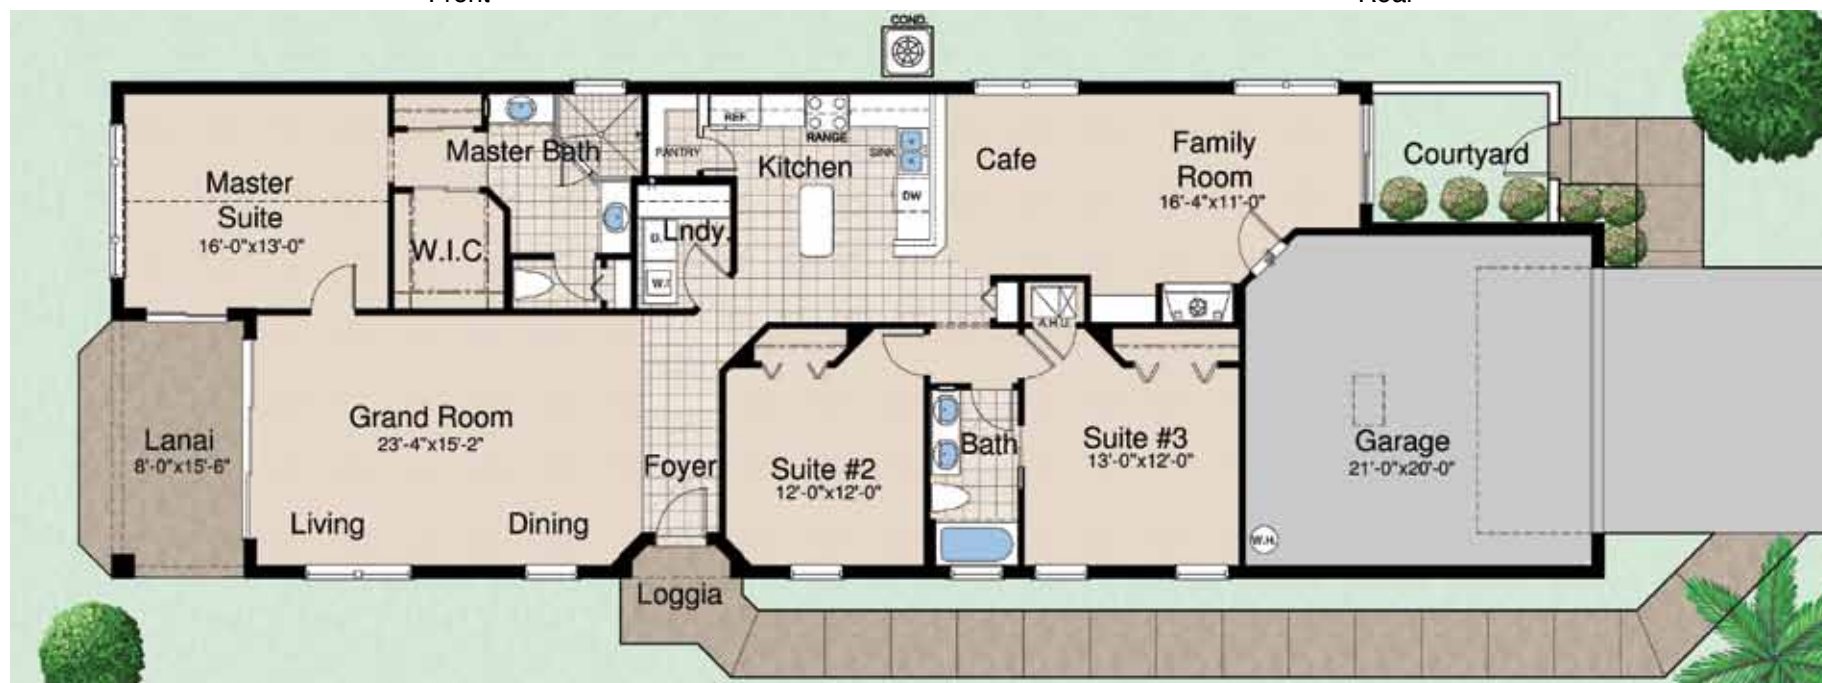 COND.
REF.
RANGE
PANTRY
SINK
DW
Kitchen
Cafe
Family
Room
16'-4"x11'-0"
Courtyard
Master Bath
Master
Suite
16'-0"x13'-0"
W.I.C
Lndy.
D.
A.H.U.
Grand Room
23'-4"x15'-2"
Lanai
8'-0"x15'-6"
Foyer
Living
Dining
Suite #2
12'-0"x12'-0"
Bath
Suite #3
13'-0"x12'-0"
Garage
21'-0"x20'-0"
W.H.
Loggia